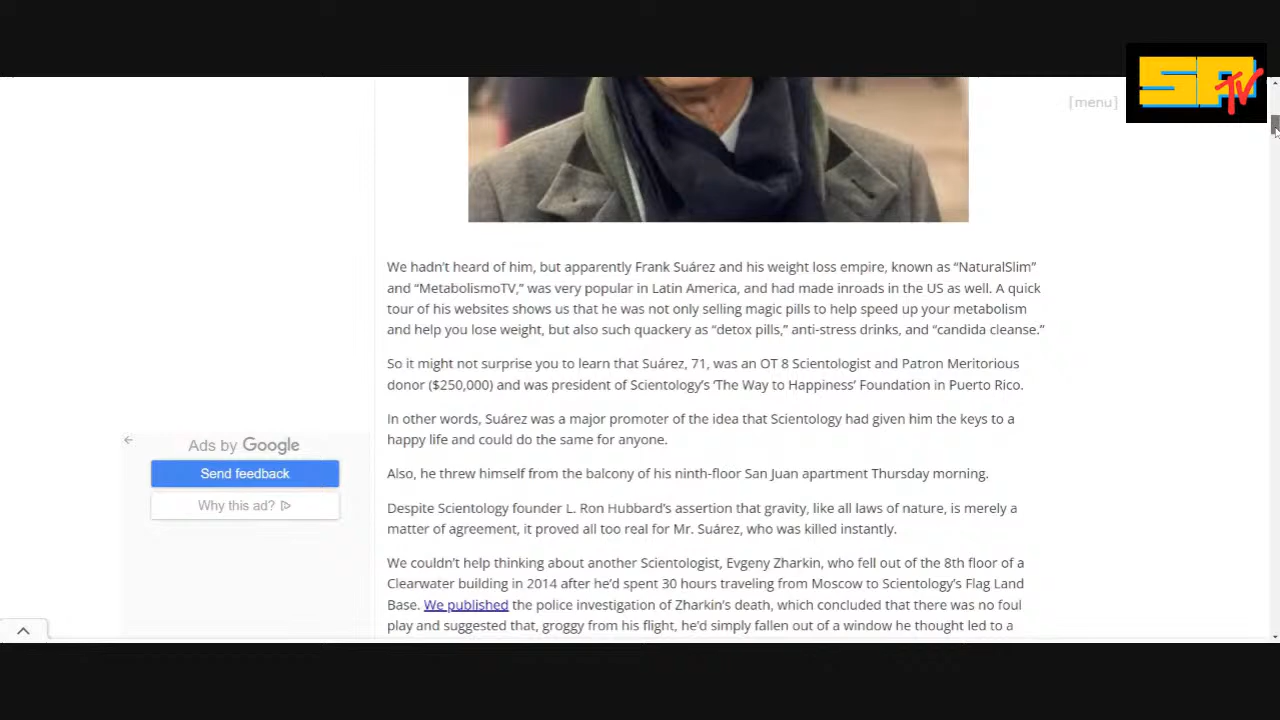 SPTV
[menu]
We hadn't heard of him, but apparently Frank Suárez and his weight loss empire, known as “NaturalSlim”
and “MetabolismoTV,” was very popular in Latin America, and had made inroads in the US as well. A quick
tour of his websites shows us that he was not only selling magic pills to help speed up your metabolism
and help you lose weight, but also such quackery as “detox pills,” anti-stress drinks, and “candida cleanse.”
So it might not surprise you to learn that Suárez, 71, was an OT 8 Scientologist and Patron Meritorious
donor ($250,000) and was president of Scientology's ‘The Way to Happiness’ Foundation in Puerto Rico.
In other words, Suárez was a major promoter of the idea that Scientology had given him the keys to a
happy life and could do the same for anyone.
Also, he threw himself from the balcony of his ninth-floor San Juan apartment Thursday morning.
Despite Scientology founder L. Ron Hubbard's assertion that gravity, like all laws of nature, is merely a
matter of agreement, it proved all too real for Mr. Suárez, who was killed instantly.
We couldn't help thinking about another Scientologist, Evgeny Zharkin, who fell out of the 8th floor of a
Clearwater building in 2014 after he'd spent 30 hours traveling from Moscow to Scientology's Flag Land
Base. We published the police investigation of Zharkin's death, which concluded that there was no foul
play and suggested that, groggy from his flight, he'd simply fallen out of a window he thought led to a
Ads by Google
Send feedback
Why this ad?